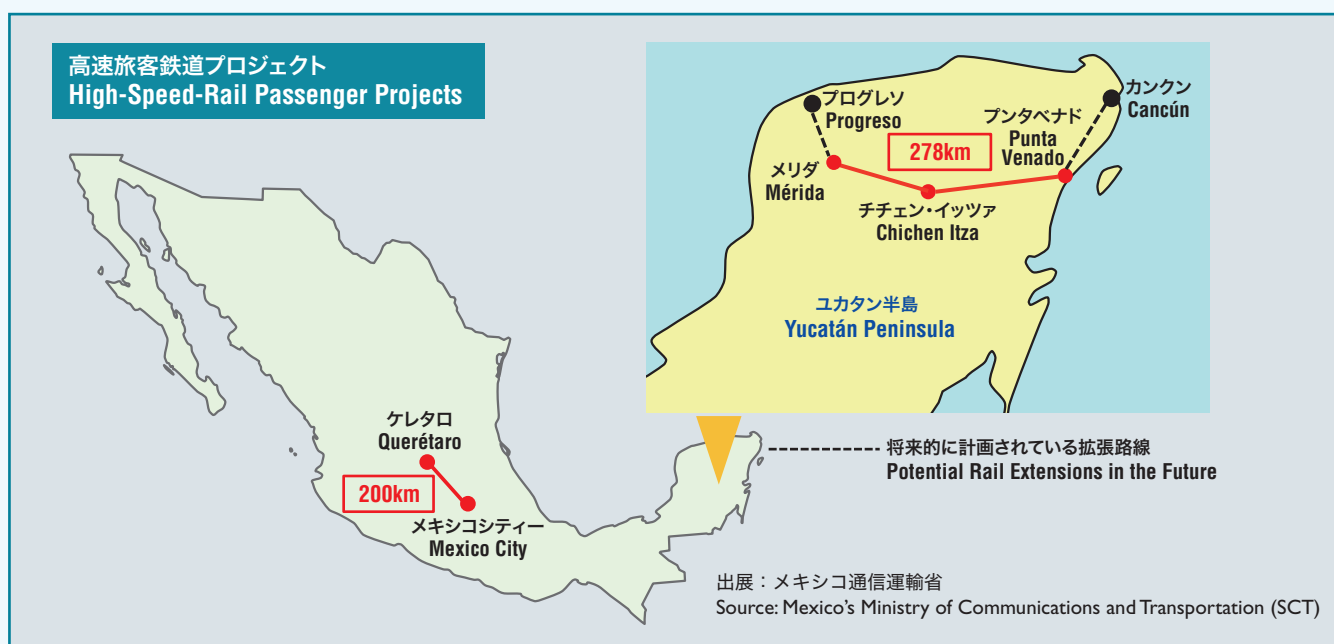 高速旅客鉄道プロジェクト
High-Speed-Rail Passenger Projects
プログレソ
Progreso
カンクン
Cancún
プンタベナド
Punta
Venado
278km
メリダ
Mérida
チチェン・イッツァ
Chichen Itza
ユカタン半島
Yucatán Peninsula
ケレタロ
Querétaro
200km
メキシコシティー
Mexico City
将来的に計画されている拡張路線
Potential Rail Extensions in the Future
出展：メキシコ通信運輸省
Source: Mexico's Ministry of Communications and Transportation (SCT)